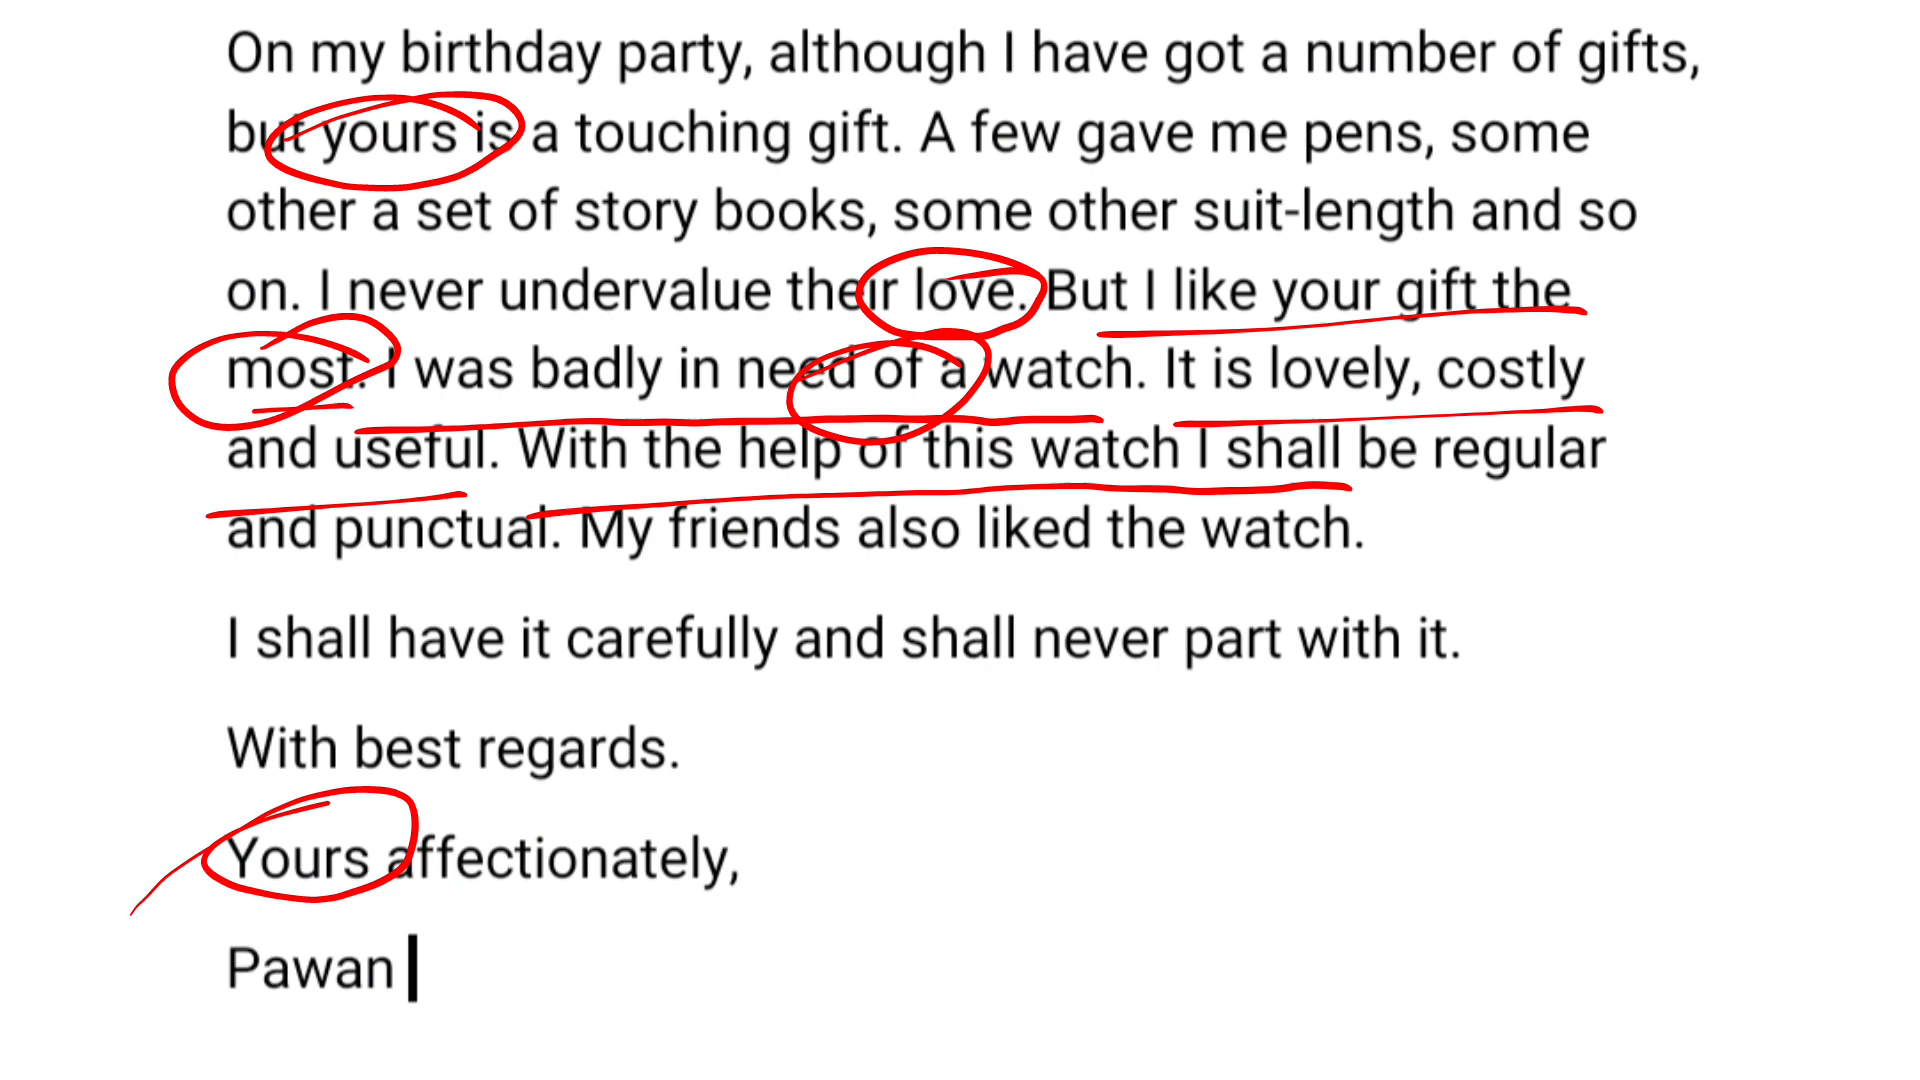 On my birthday party, although I have got a number of gifts,
but yours is a touching gift. A few gave me pens, some
other a set of story books, some other suit-length and so
on. I never undervalue their love. But I like your gift the
most. I was badly in need of a watch. It is lovely, costly
and useful. With the help of this watch I shall be regular
and punctual. My friends also liked the watch.
I shall have it carefully and shall never part with it.
With best regards.
Yours affectionately,
Pawan